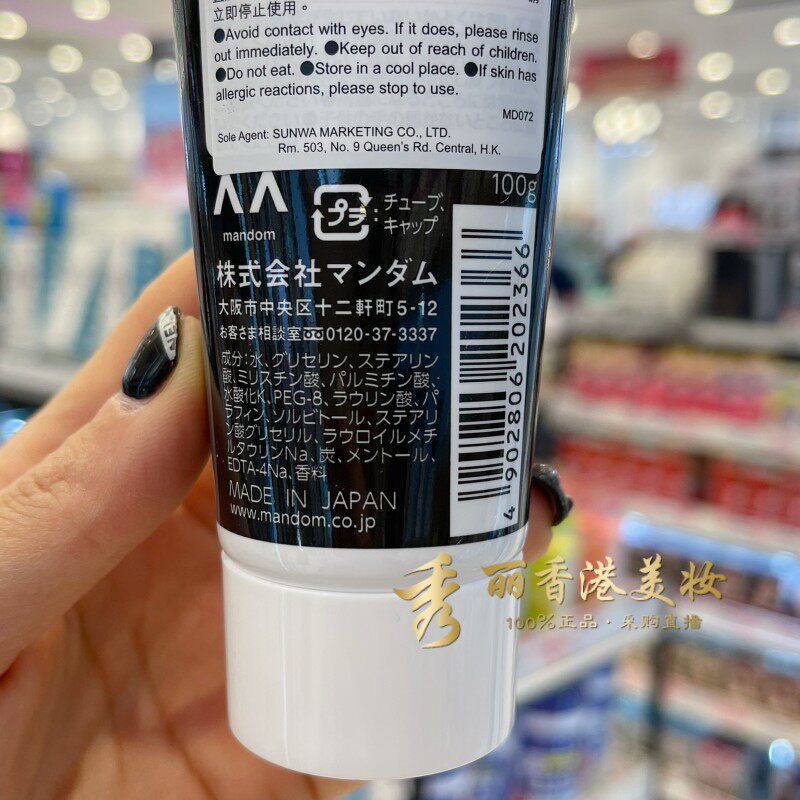 立即停止使用。
●Avoid contact with eyes. If it does, please rinse
out immediately. ●Keep out of reach of children.
●Do not eat. ●Store in a cool place. ●If skin has
allergic reactions, please stop to use.
MD072
Sole Agent: SUNWA MARKETING CO., LTD.
Rm. 503, No. 9 Queen's Rd. Central, H.K.
100g
mandom
プラ:チューブ、
キャップ
株式会社マンダム
大阪市中央区十二軒町5-12
お客さま相談室0120-37-3337
成分:水、グリセリン、ステアリン
酸、ミリスチン酸、パルミチン酸、
水酸化K、PEG-8、ラウリン酸、パ
ラフィン、ソルビトール、ステアリ
ン酸グリセリル、ラウロイルメチ
ルタウリンNa、炭、メントール、
EDTA-4Na、香料
MADE IN JAPAN
www.mandom.co.jp
4902806202366
秀丽香港美妆
100%正品·采购直播